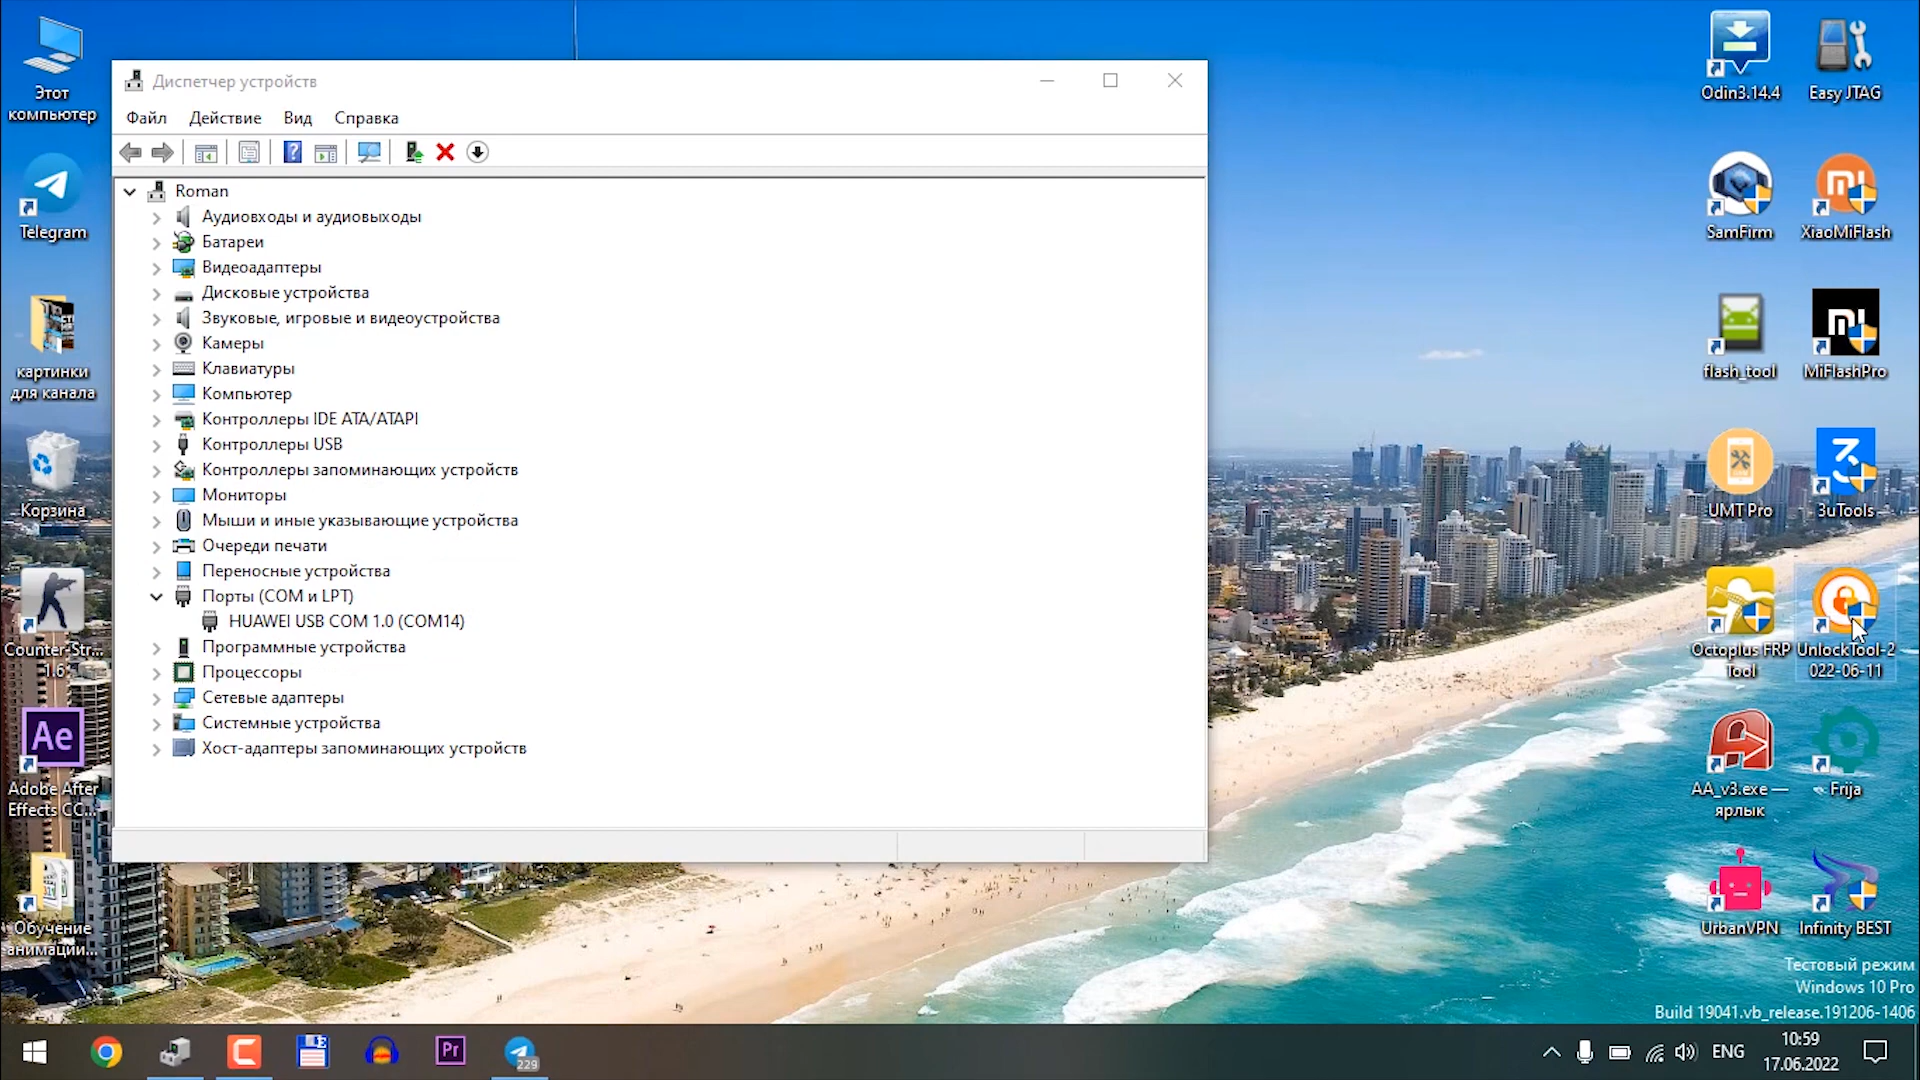 Этот
компьютер
Telegram
картинки
для канала
Корзина
Counter-Str...
1.6
Ae
Adobe After
Effects CC...
Обучение
анимации...
Диспетчер устройств
Файл Действие Вид Справка
Roman
Аудиовходы и аудиовыходы
Батареи
Видеоадаптеры
Дисковые устройства
Звуковые, игровые и видеоустройства
Камеры
Клавиатуры
Компьютер
Контроллеры IDE ATA/ATAPI
Контроллеры USB
Контроллеры запоминающих устройств
Мониторы
Мыши и иные указывающие устройства
Очереди печати
Переносные устройства
Порты (COM и LPT)
HUAWEI USB COM 1.0 (COM14)
Программные устройства
Процессоры
Сетевые адаптеры
Системные устройства
Хост-адаптеры запоминающих устройств
Odin3.14.4
Easy JTAG
SamFirm
XiaoMiFlash
flash_tool
MiFlashPro
UMT Pro
3uTools
Octoplus FRP
Tool
UnlockTool-2
022-06-11
AA_v3.exe —
ярлык
Frija
UrbanVPN
Infinity BEST
Тестовый режим
Windows 10 Pro
Build 19041.vb_release.191206-1406
Pr
229
ENG
10:59
17.06.2022